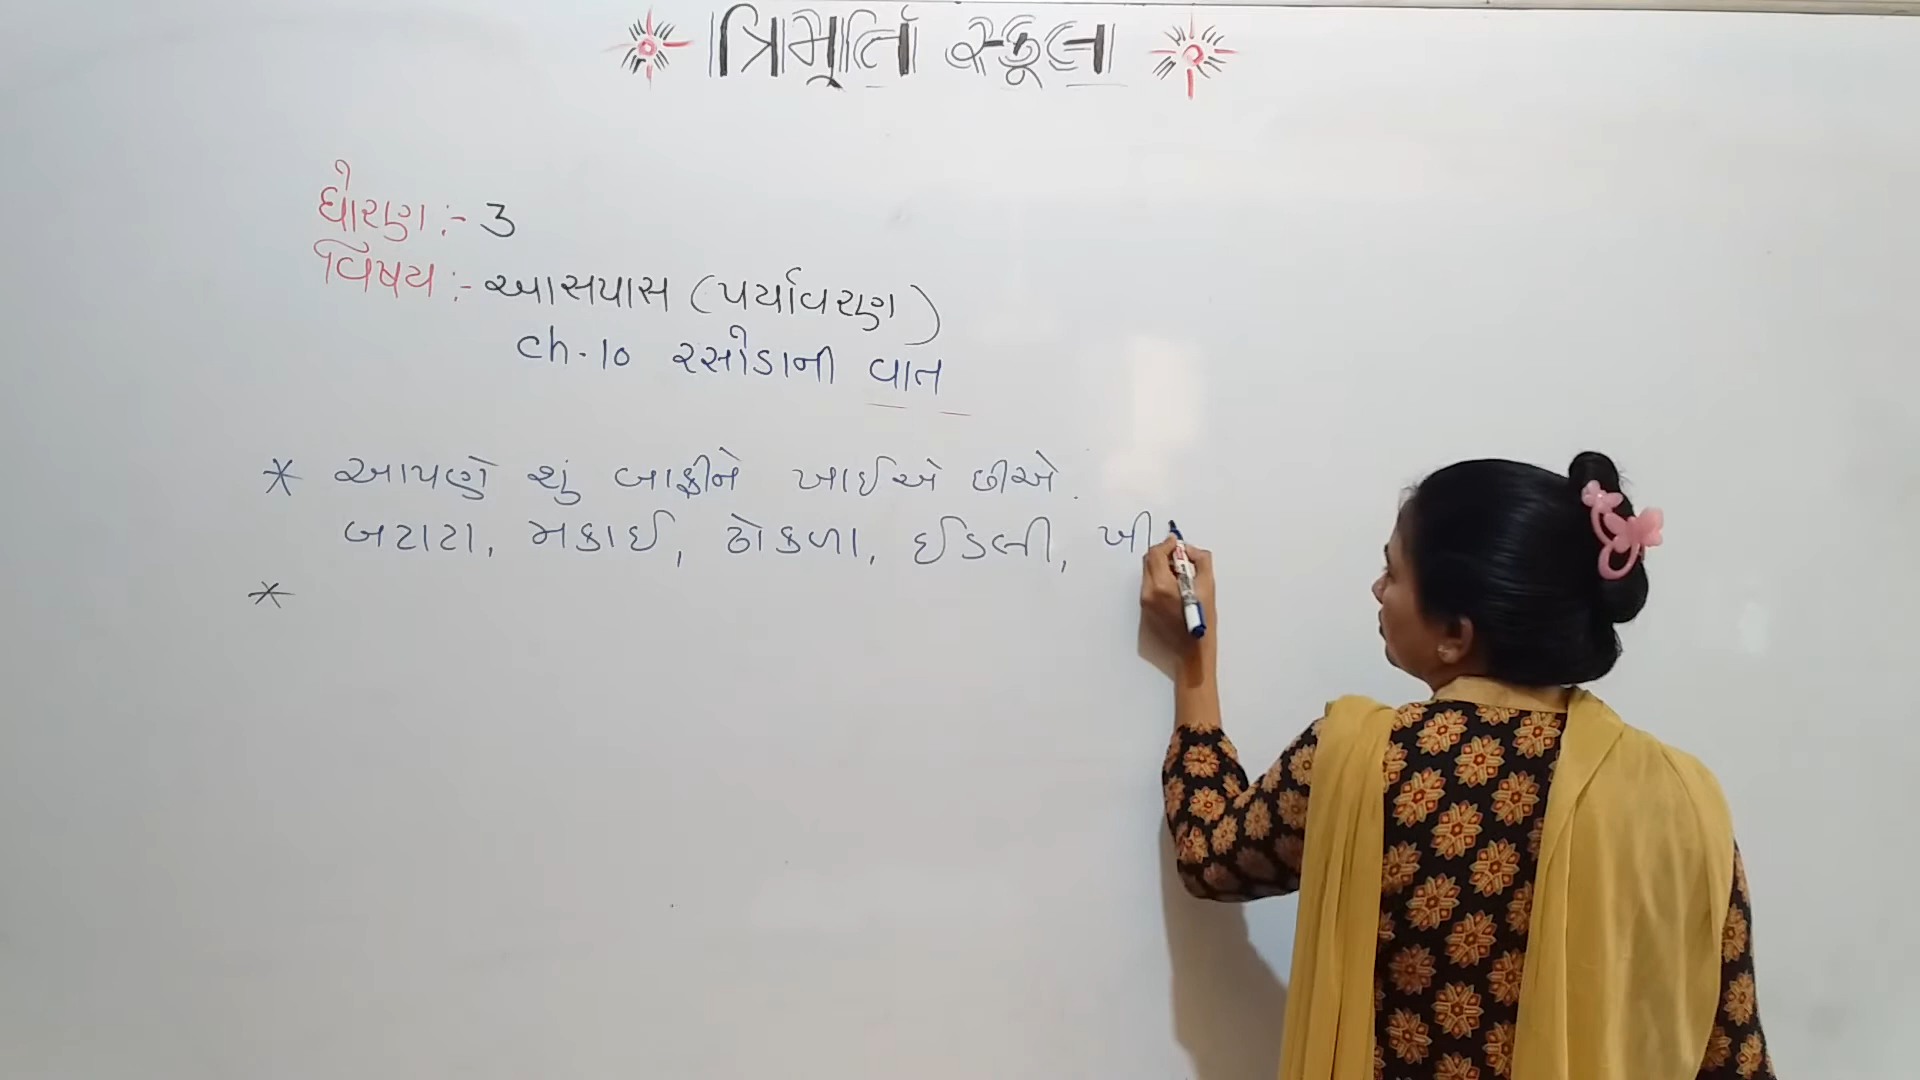 ત્રિમૂર્તિ સ્કૂલ
ધોરણ :- 3
વિષય :- આસપાસ (પર્યાવરણ)
ch.10 રસોડાની વાત
* આપણે શું બાફીને ખાઈએ છીએ.
બટાટા, મકાઈ, ઢોકળા, ઈડલી,
*